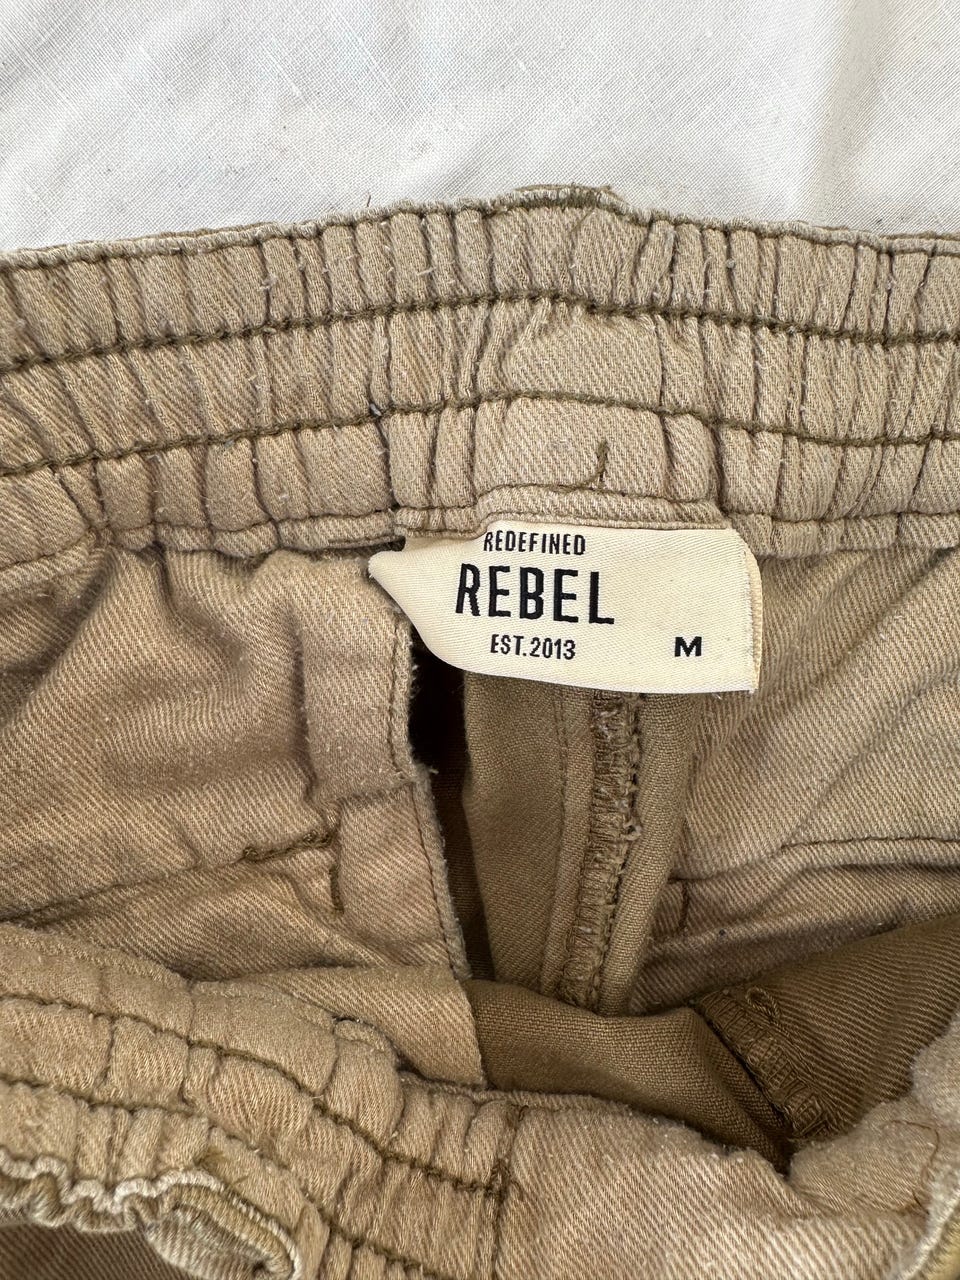 REDEFINED
REBEL
EST.2013
M